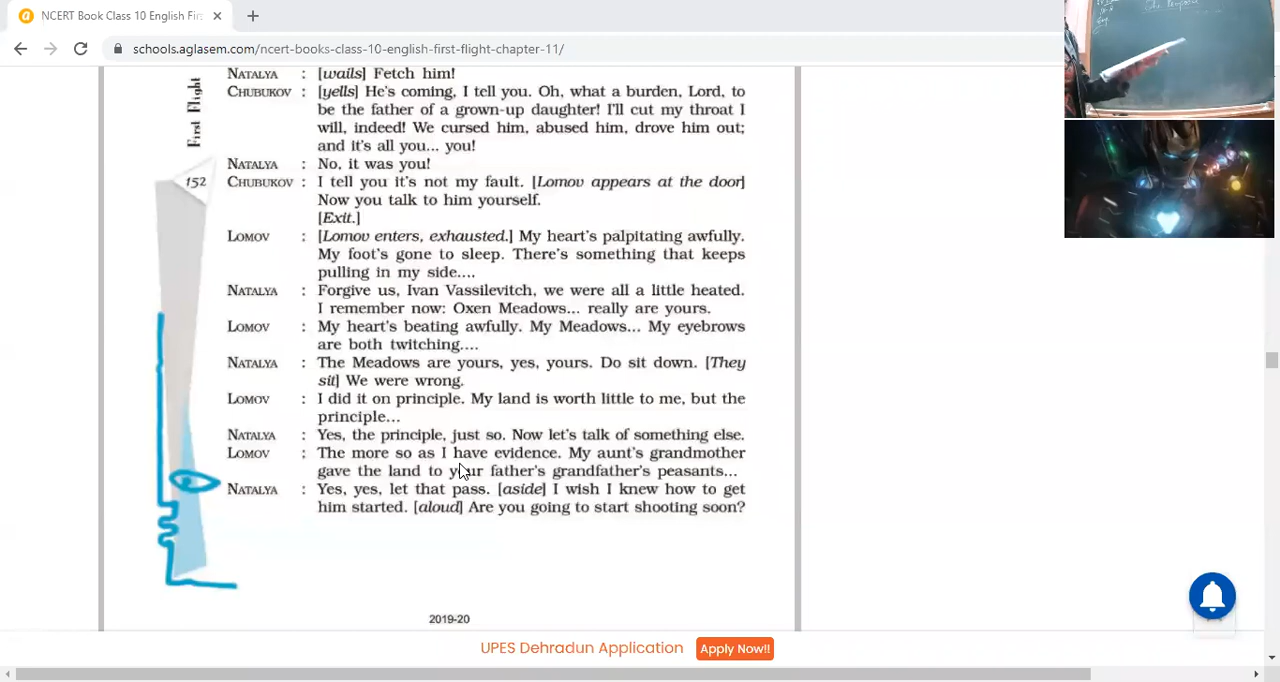 NCERT Book Class 10 English Fir
schools.aglasem.com/ncert-books-class-10-english-first-flight-chapter-11/
First Flight
152
NATALYA : [wails] Fetch him!
CHUBUKOV : [yells] He's coming, I tell you. Oh, what a burden, Lord, to
be the father of a grown-up daughter! I'll cut my throat I
will, indeed! We cursed him, abused him, drove him out;
and it's all you... you!
NATALYA : No, it was you!
CHUBUKOV : I tell you it's not my fault. [Lomov appears at the door]
Now you talk to him yourself.
[Exit.]
LOMOV : [Lomov enters, exhausted.] My heart's palpitating awfully.
My foot's gone to sleep. There's something that keeps
pulling in my side....
NATALYA : Forgive us, Ivan Vassilevitch, we were all a little heated.
I remember now: Oxen Meadows... really are yours.
LOMOV : My heart's beating awfully. My Meadows... My eyebrows
are both twitching....
NATALYA : The Meadows are yours, yes, yours. Do sit down. [They
sit] We were wrong.
LOMOV : I did it on principle. My land is worth little to me, but the
principle...
NATALYA : Yes, the principle, just so. Now let's talk of something else.
LOMOV : The more so as I have evidence. My aunt's grandmother
gave the land to your father's grandfather's peasants...
NATALYA : Yes, yes, let that pass. [aside] I wish I knew how to get
him started. [aloud] Are you going to start shooting soon?
2019-20
UPES Dehradun Application Apply Now!!